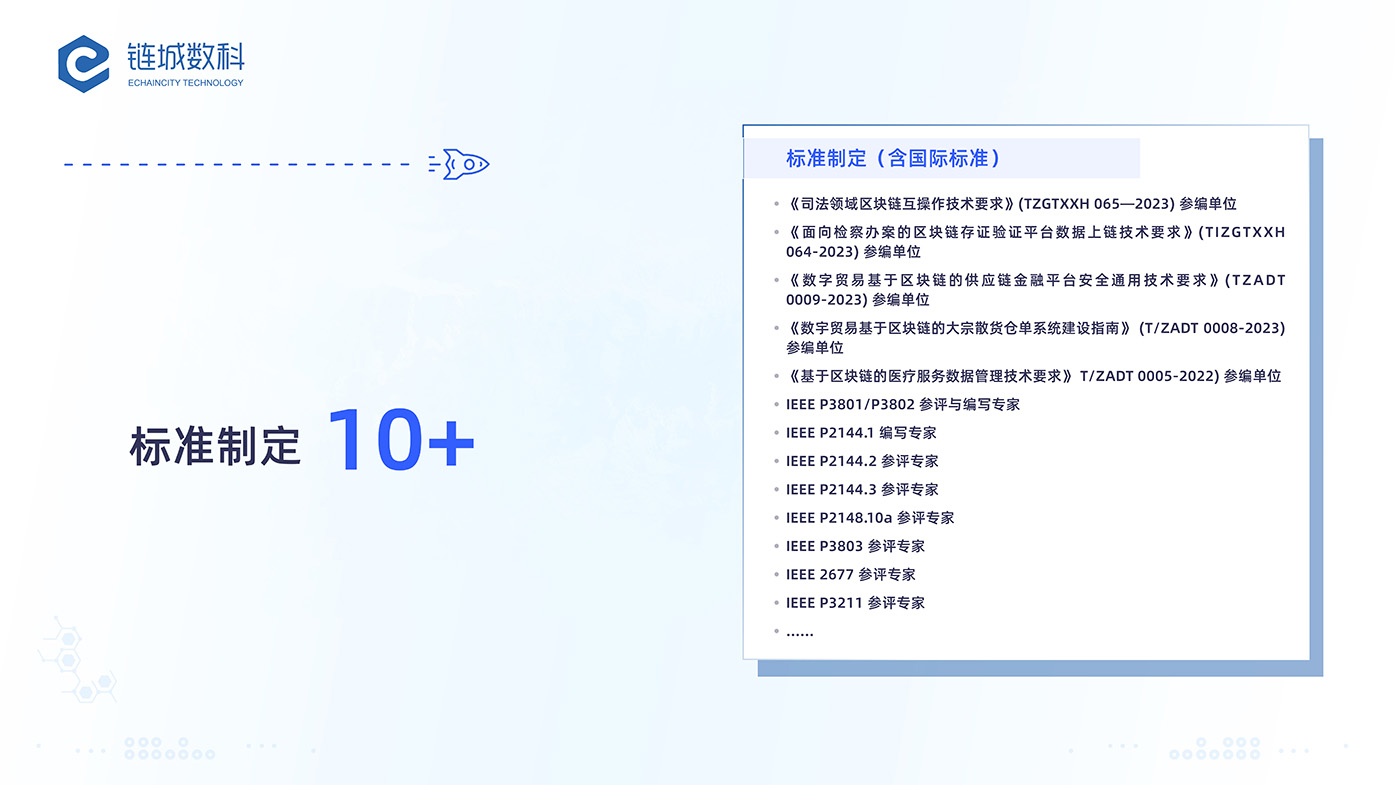 链城数科
ECHAINCITY TECHNOLOGY
标准制定 10+
标准制定（含国际标准）
• 《司法领域区块链互操作技术要求》(TZGTXXH 065—2023) 参编单位
• 《面向检察办案的区块链存证验证平台数据上链技术要求》(TIZGTXXH
064-2023) 参编单位
• 《数字贸易基于区块链的供应链金融平台安全通用技术要求》(TZADT
0009-2023) 参编单位
• 《数字贸易基于区块链的大宗散货仓单系统建设指南》 (T/ZADT 0008-2023)
参编单位
• 《基于区块链的医疗服务数据管理技术要求》 T/ZADT 0005-2022) 参编单位
• IEEE P3801/P3802 参评与编写专家
• IEEE P2144.1 编写专家
• IEEE P2144.2 参评专家
• IEEE P2144.3 参评专家
• IEEE P2148.10a 参评专家
• IEEE P3803 参评专家
• IEEE 2677 参评专家
• IEEE P3211 参评专家
• ......